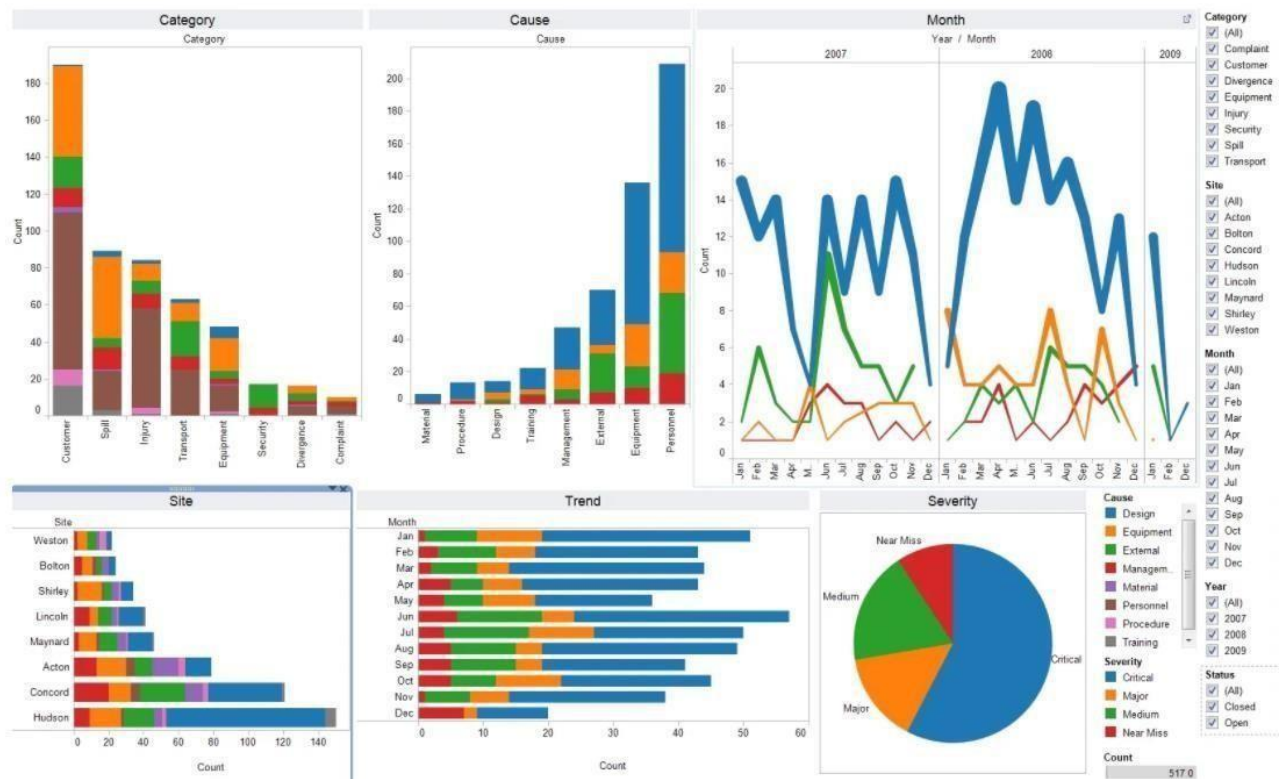 Category
Category
Count
180
160
140
120
100
80
60
40
20
0
Customer
Spill
Injury
Transport
Equipment
Security
Divergence
Complaint
Cause
Cause
Count
200
180
160
140
120
100
80
60
40
20
0
Material
Procedure
Design
Training
Management
External
Equipment
Personnel
Month
Year / Month
2007
2008
2009
Count
20
18
16
14
12
10
8
6
4
2
0
Jan
Feb
Mar
Apr
M..
Jun
Jul
Aug
Sep
Oct
Nov
Dec
Jan
Feb
Mar
Apr
M..
Jun
Jul
Aug
Sep
Oct
Nov
Dec
Jan
Feb
Dec
Category
(All)
Complaint
Customer
Divergence
Equipment
Injury
Security
Spill
Transport
Site
(All)
Acton
Bolton
Concord
Hudson
Lincoln
Maynard
Shirley
Weston
Month
(All)
Jan
Feb
Mar
Apr
May
Jun
Jul
Aug
Sep
Oct
Nov
Dec
Year
(All)
2007
2008
2009
Status
(All)
Closed
Open
Site
Site
Weston
Bolton
Shirley
Lincoln
Maynard
Acton
Concord
Hudson
0 20 40 60 80 100 120 140
Count
Trend
Month
Jan
Feb
Mar
Apr
May
Jun
Jul
Aug
Sep
Oct
Nov
Dec
0 10 20 30 40 50 60
Count
Severity
Near Miss
Medium
Major
Critical
Cause
Design
Equipment
External
Managem..
Material
Personnel
Procedure
Training
Severity
Critical
Major
Medium
Near Miss
Count
517.0